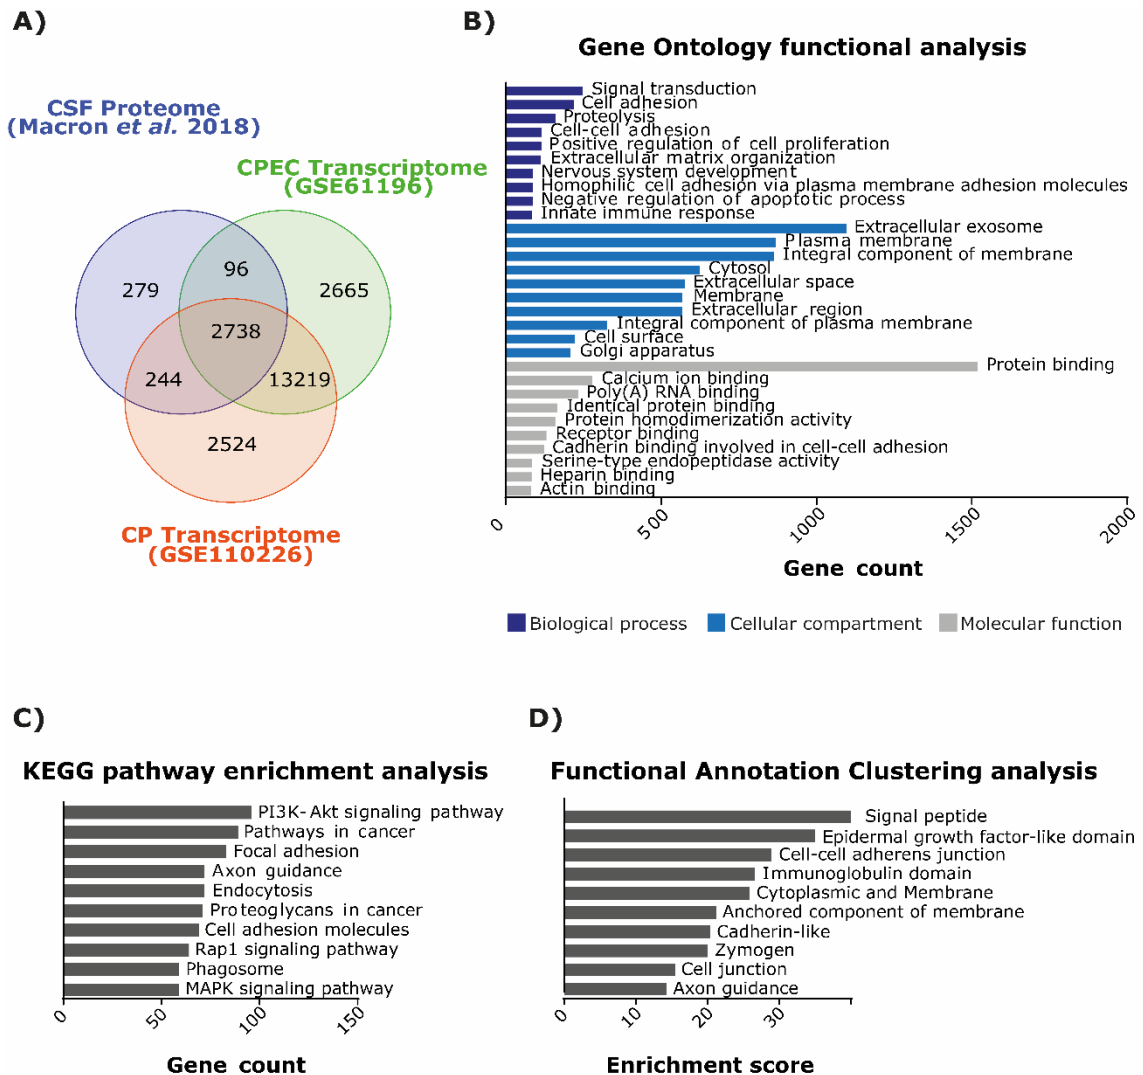 A)
CSF Proteome
(Macron et al. 2018)
CPEC Transcriptome
(GSE61196)
279
96
2665
2738
244
13219
2524
CP Transcriptome
(GSE110226)
B)
Gene Ontology functional analysis
Signal transduction
Cell adhesion
Proteolysis
Cell-cell adhesion
Positive regulation of cell proliferation
Extracellular matrix organization
Nervous system development
Homophilic cell adhesion via plasma membrane adhesion molecules
Negative regulation of apoptotic process
Innate immune response
Extracellular exosome
Plasma membrane
Integral component of membrane
Cytosol
Extracellular space
Membrane
Extracellular region
Integral component of plasma membrane
Cell surface
Golgi apparatus
Protein binding
Calcium ion binding
Poly(A) RNA binding
Identical protein binding
Protein homodimerization activity
Receptor binding
Cadherin binding involved in cell-cell adhesion
Serine-type endopeptidase activity
Heparin binding
Actin binding
0
500
1000
1500
2000
Gene count
Biological process
Cellular compartment
Molecular function
C)
KEGG pathway enrichment analysis
PI3K-Akt signaling pathway
Pathways in cancer
Focal adhesion
Axon guidance
Endocytosis
Proteoglycans in cancer
Cell adhesion molecules
Rap1 signaling pathway
Phagosome
MAPK signaling pathway
0
50
100
150
Gene count
D)
Functional Annotation Clustering analysis
Signal peptide
Epidermal growth factor-like domain
Cell-cell adherens junction
Immunoglobulin domain
Cytoplasmic and Membrane
Anchored component of membrane
Cadherin-like
Zymogen
Cell junction
Axon guidance
0
10
20
30
Enrichment score